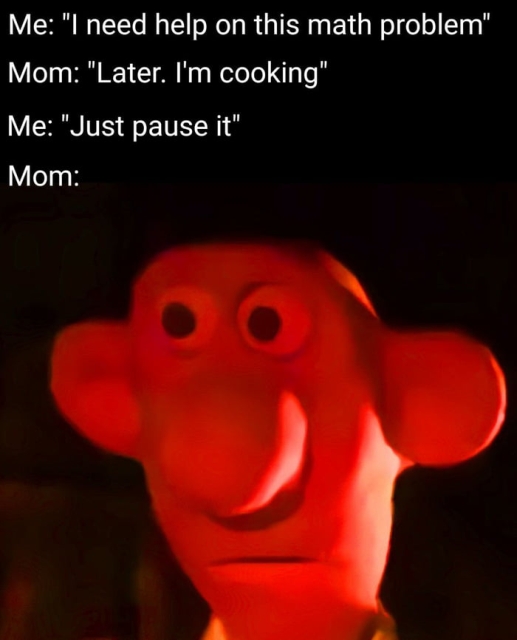 Me: "I need help on this math problem"
Mom: "Later. I'm cooking"
Me: "Just pause it"
Mom: